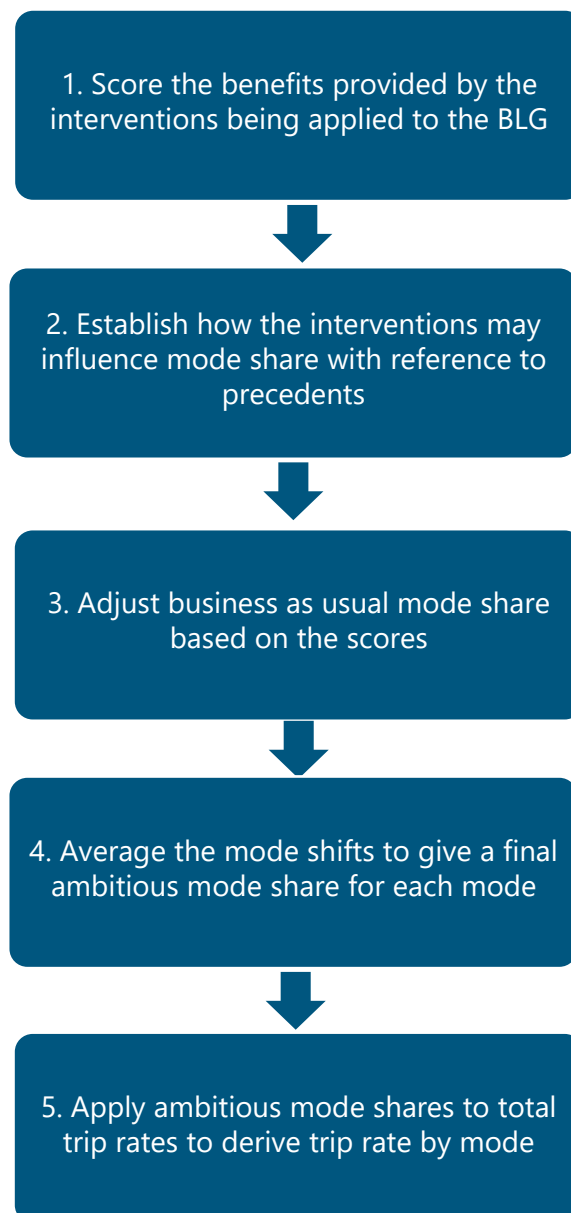 1. Score the benefits provided by the
interventions being applied to the BLG
2. Establish how the interventions may
influence mode share with reference to
precedents
3. Adjust business as usual mode share
based on the scores
4. Average the mode shifts to give a final
ambitious mode share for each mode
5. Apply ambitious mode shares to total
trip rates to derive trip rate by mode